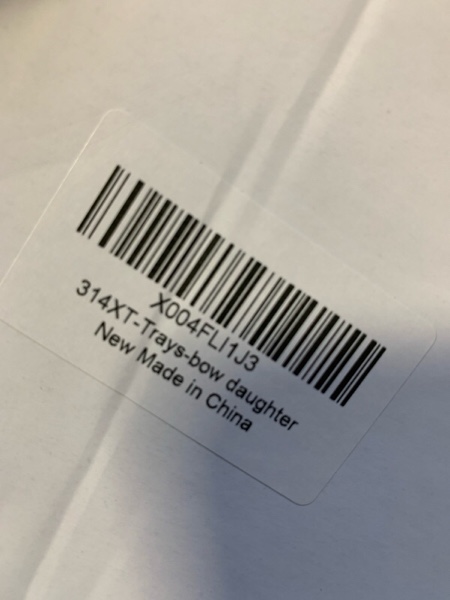 X004FLI1J3
314XT-Trays-bow daughter
New Made in China